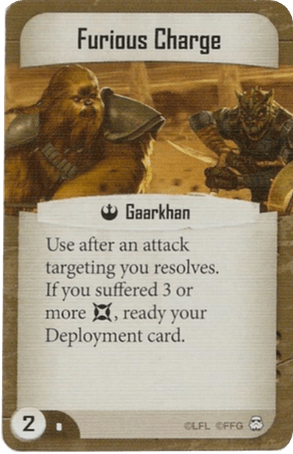 Furious Charge
Gaarkhan
Use after an attack
targeting you resolves.
If you suffered 3 or
more , ready your
Deployment card.
2
©LFL ©FFG